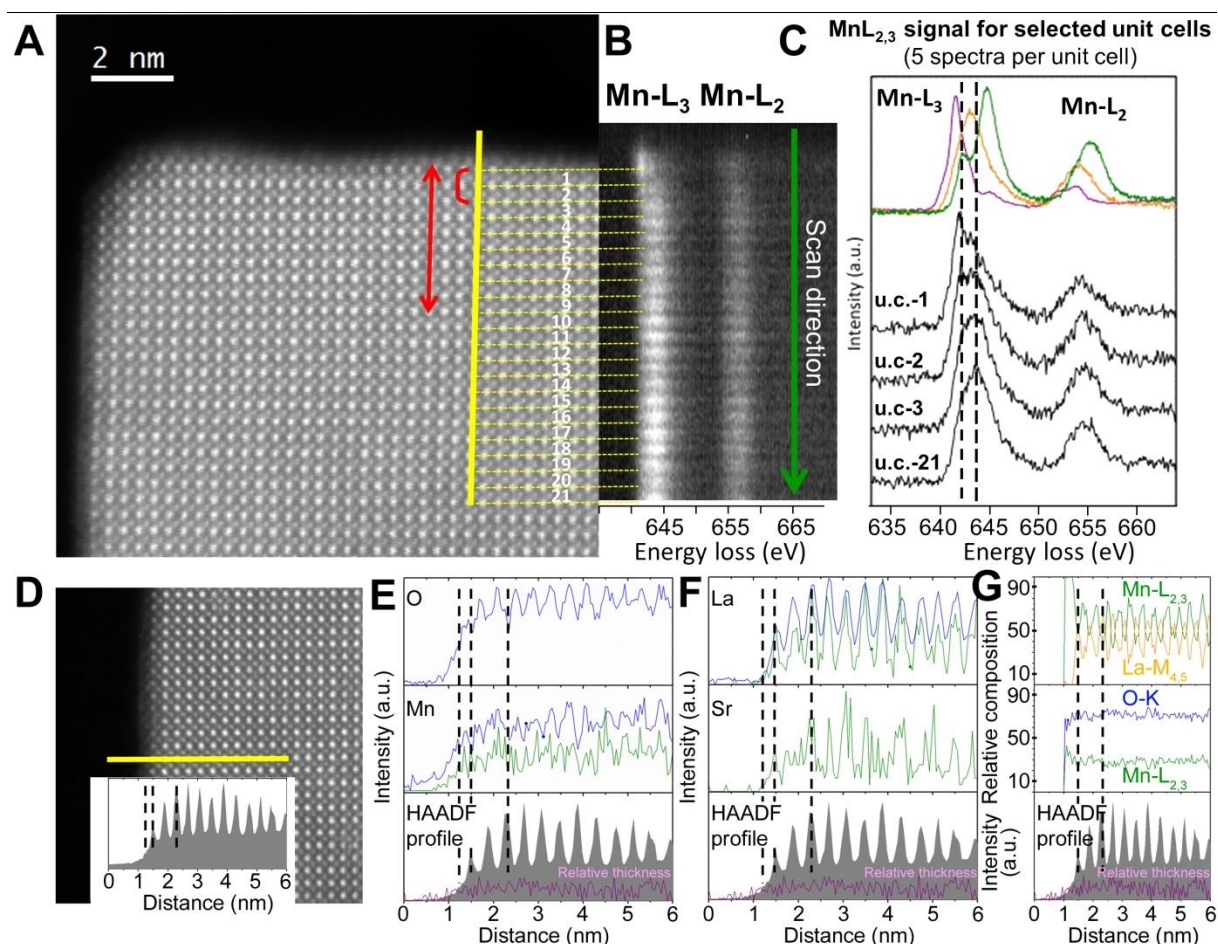 A
2 nm
1
2
3
4
5
6
7
8
9
10
11
12
13
14
15
16
17
18
19
20
21
B
Mn-L3 Mn-L2
Scan direction
645 655 665
Energy loss (eV)
C
MnL2,3 signal for selected unit cells
(5 spectra per unit cell)
Mn-L3
Mn-L2
u.c.-1
u.c-2
u.c-3
u.c.-21
Intensity (a.u.)
635 640 645 650 655 660
Energy loss (eV)
D
0 1 2 3 4 5 6
Distance (nm)
E
O
Mn
HAADF
profile
Relative thickness
Intensity (a.u.)
0 1 2 3 4 5 6
Distance (nm)
F
La
Sr
HAADF
profile
Relative thickness
Intensity (a.u.)
0 1 2 3 4 5 6
Distance (nm)
G
90
50
10
Mn-L2,3
La-M4,5
90
50
10
O-K
Mn-L2,3
HAADF
profile
Relative thickness
Relative composition
Intensity
(a.u.)
0 1 2 3 4 5 6
Distance (nm)